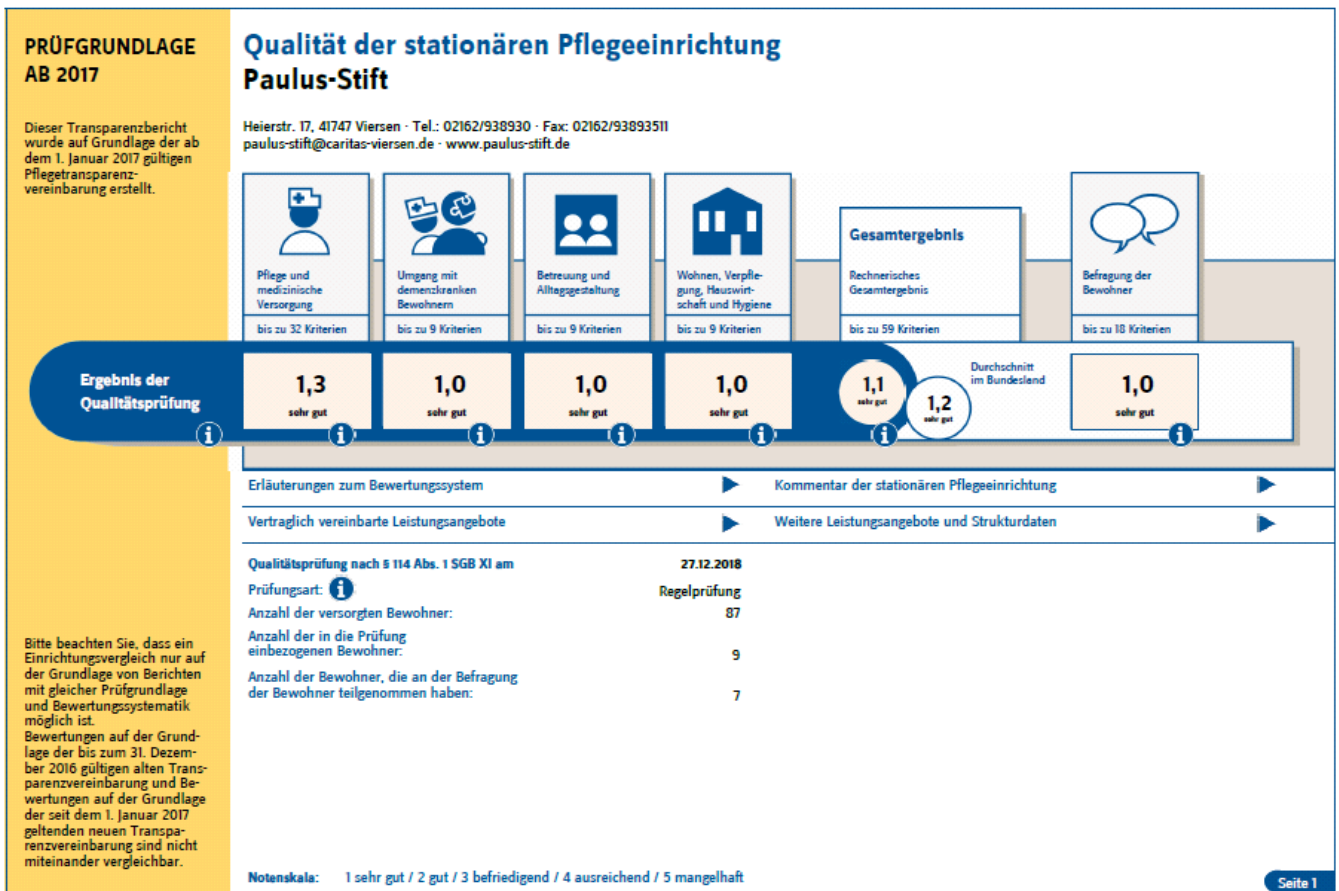 PRÜFGRUNDLAGE
AB 2017
Dieser Transparenzbericht
wurde auf Grundlage der ab
dem 1. Januar 2017 gültigen
Pflegetransparenz-
vereinbarung erstellt.
Qualität der stationären Pflegeeinrichtung
Paulus-Stift
Heierstr. 17, 41747 Viersen · Tel.: 02162/938930 · Fax: 02162/93893511
paulus-stift@caritas-viersen.de · www.paulus-stift.de
Pflege und
medizinische
Versorgung
bis zu 32 Kriterien
Umgang mit
demenzkranken
Bewohnern
bis zu 9 Kriterien
Betreuung und
Alltagsgestaltung
bis zu 9 Kriterien
Wohnen, Verpfle-
gung, Hauswirt-
schaft und Hygiene
bis zu 9 Kriterien
Gesamtergebnis
Rechnerisches
Gesamtergebnis
bis zu 59 Kriterien
Befragung der
Bewohner
bis zu 18 Kriterien
Ergebnis der
Qualitätsprüfung
1,3
sehr gut
1,0
sehr gut
1,0
sehr gut
1,0
sehr gut
1,1
sehr gut
1,2
sehr gut
Durchschnitt
im Bundesland
1,0
sehr gut
Erläuterungen zum Bewertungssystem
Kommentar der stationären Pflegeeinrichtung
Vertraglich vereinbarte Leistungsangebote
Weitere Leistungsangebote und Strukturdaten
Qualitätsprüfung nach § 114 Abs. 1 SGB XI am 27.12.2018
Prüfungsart: Regelprüfung
Anzahl der versorgten Bewohner: 87
Anzahl der in die Prüfung
einbezogenen Bewohner: 9
Anzahl der Bewohner, die an der Befragung
der Bewohner teilgenommen haben: 7
Bitte beachten Sie, dass ein
Einrichtungsvergleich nur auf
der Grundlage von Berichten
mit gleicher Prüfgrundlage
und Bewertungssystematik
möglich ist.
Bewertungen auf der Grund-
lage der bis zum 31. Dezem-
ber 2016 gültigen alten Trans-
parenzvereinbarung und Be-
wertungen auf der Grundlage
der seit dem 1. Januar 2017
geltenden neuen Transpa-
renzvereinbarung sind nicht
miteinander vergleichbar.
Notenskala: 1 sehr gut / 2 gut / 3 befriedigend / 4 ausreichend / 5 mangelhaft
Seite 1